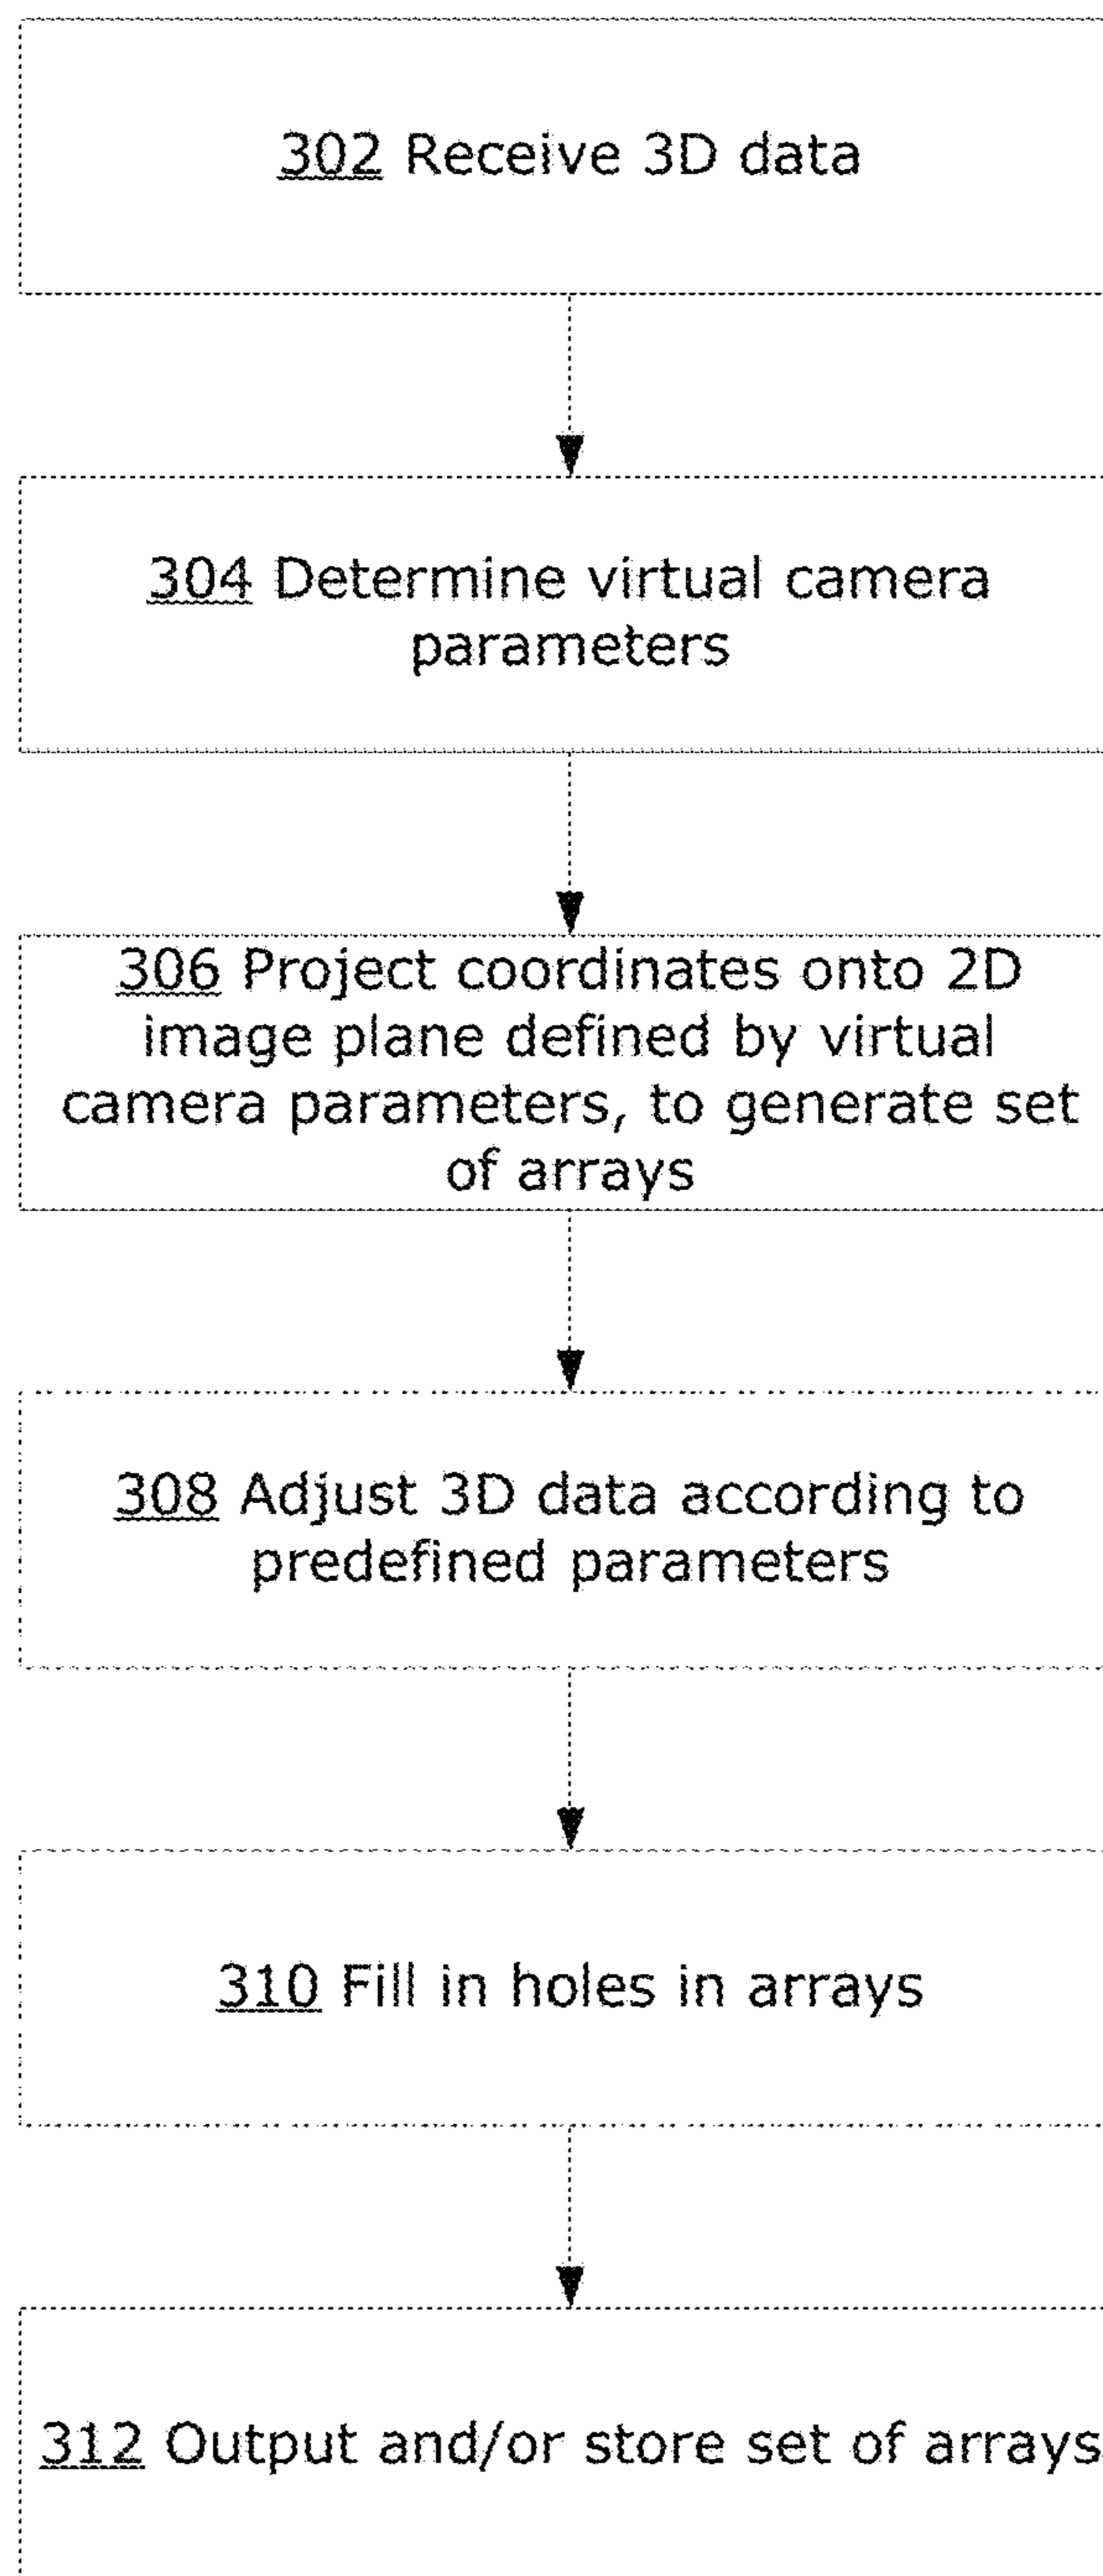 302 Receive 3D data
304 Determine virtual camera
parameters
306 Project coordinates onto 2D
image plane defined by virtual
camera parameters, to generate set
of arrays
308 Adjust 3D data according to
predefined parameters
310 Fill in holes in arrays
312 Output and/or store set of arrays